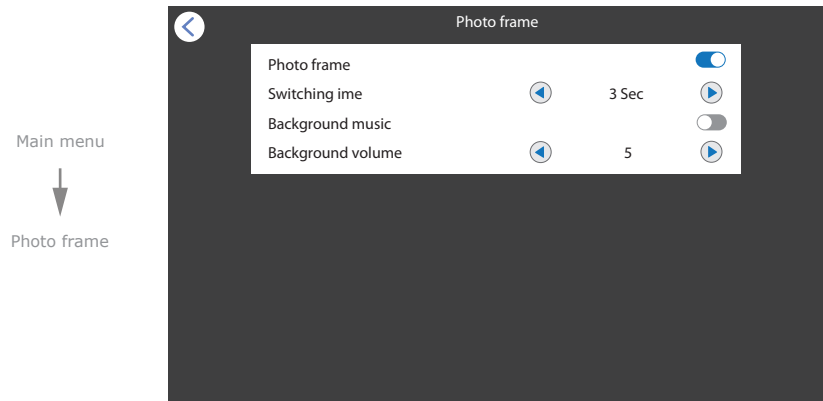 Photo frame
Photo frame
Switching ime
3 Sec
Background music
Background volume
5
Main menu
Photo frame